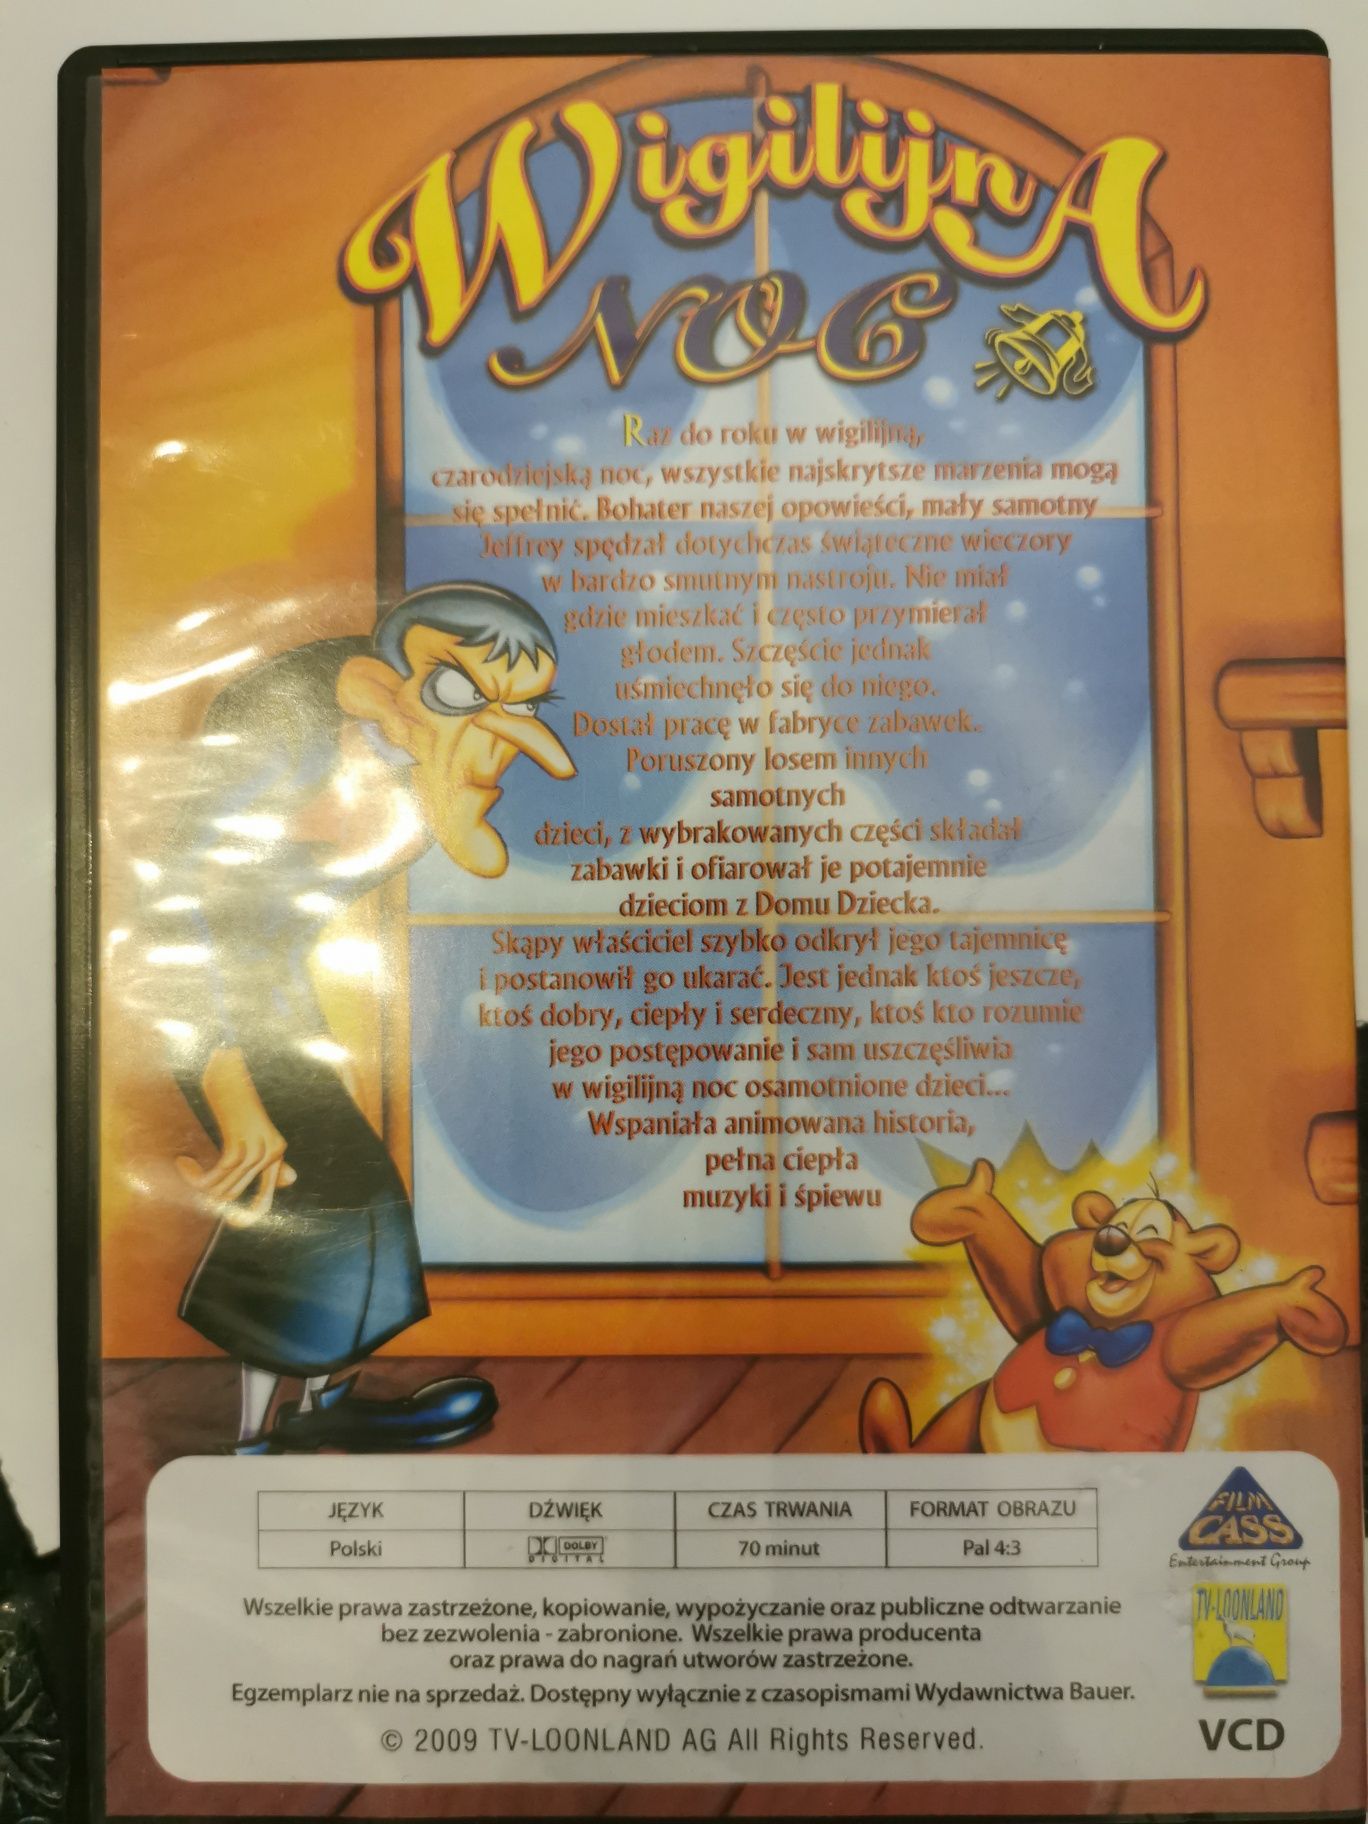 WigilijnA
NOC
Raz do roku w wigilijną,
czarodziejską noc, wszystkie najskrytsze marzenia mogą
się spełnić. Bohater naszej opowieści, mały samotny
Jeffrey spędzał dotychczas świąteczne wieczory
w bardzo smutnym nastroju. Nie miał
gdzie mieszkać i często przymierał
głodem. Szczęście jednak
uśmiechnęło się do niego.
Dostał pracę w fabryce zabawek.
Poruszony losem innych
samotnych
dzieci, z wybrakowanych części składał
zabawki i ofiarował je potajemnie
dzieciom z Domu Dziecka.
Skąpy właściciel szybko odkrył jego tajemnicę
i postanowił go ukarać. Jest jednak ktoś jeszcze,
ktoś dobry, ciepły i serdeczny, ktoś kto rozumie
jego postępowanie i sam uszczęśliwia
w wigilijną noc osamotnione dzieci...
Wspaniała animowana historia,
pełna ciepła
muzyki i śpiewu
JĘZYK DŹWIĘK CZAS TRWANIA FORMAT OBRAZU
Polski DOLBY DIGITAL 70 minut Pal 4:3
Wszelkie prawa zastrzeżone, kopiowanie, wypożyczanie oraz publiczne odtwarzanie
bez zezwolenia - zabronione. Wszelkie prawa producenta
oraz prawa do nagrań utworów zastrzeżone.
Egzemplarz nie na sprzedaż. Dostępny wyłącznie z czasopismami Wydawnictwa Bauer.
© 2009 TV-LOONLAND AG All Rights Reserved.
FILM
CASS
Entertainment Group
TV-LOONLAND
VCD